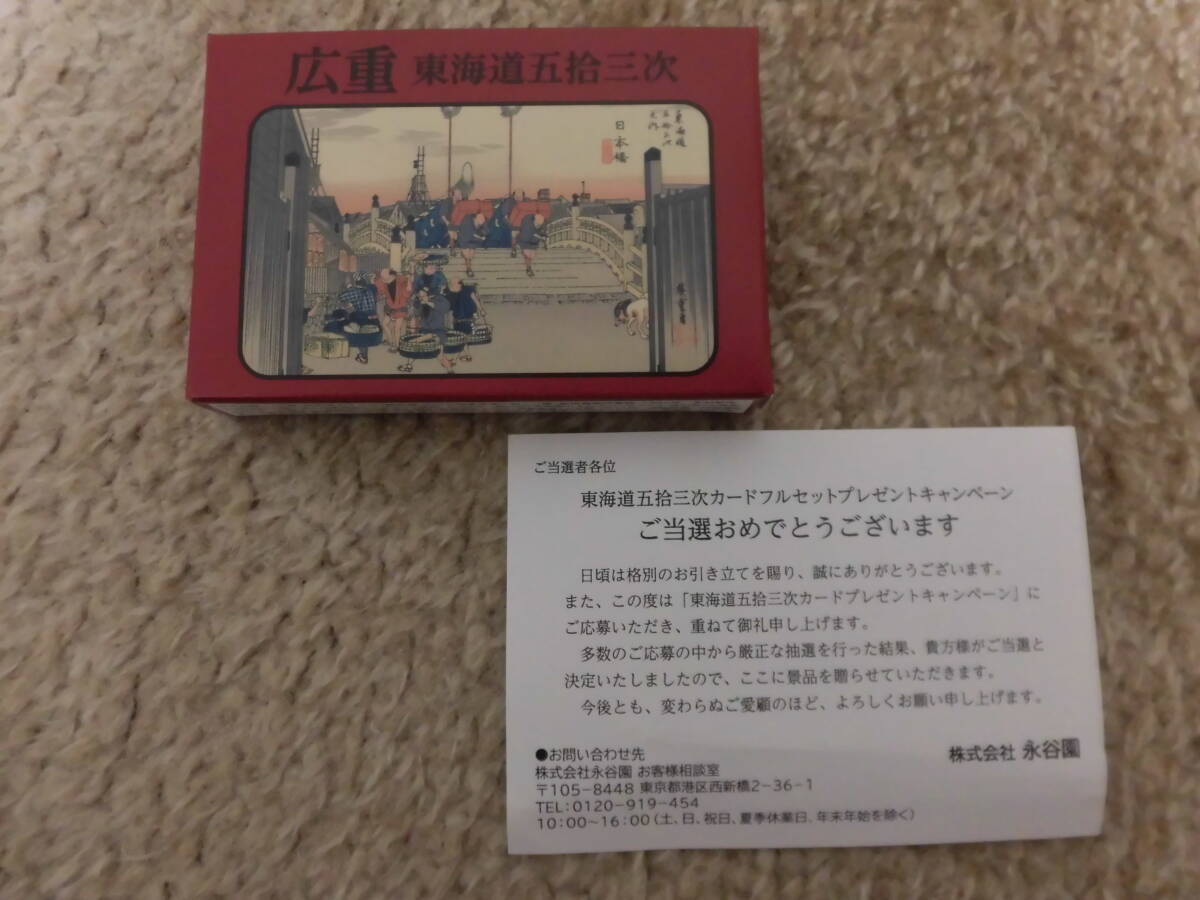 広重 東海道五拾三次
東海道
五拾三次
之内
日本橋
ご当選者各位
東海道五拾三次カードフルセットプレゼントキャンペーン
ご当選おめでとうございます
日頃は格別のお引き立てを賜り、誠にありがとうございます。
また、この度は「東海道五拾三次カードプレゼントキャンペーン」に
ご応募いただき、重ねて御礼申し上げます。
多数のご応募の中から厳正な抽選を行った結果、貴方様がご当選と
決定いたしましたので、ここに景品を贈らせていただきます。
今後とも、変わらぬご愛顧のほど、よろしくお願い申し上げます。
株式会社 永谷園
●お問い合わせ先
株式会社永谷園 お客様相談室
〒105-8448 東京都港区西新橋2-36-1
TEL:0120-919-454
10:00~16:00(土、日、祝日、夏季休業日、年末年始を除く)